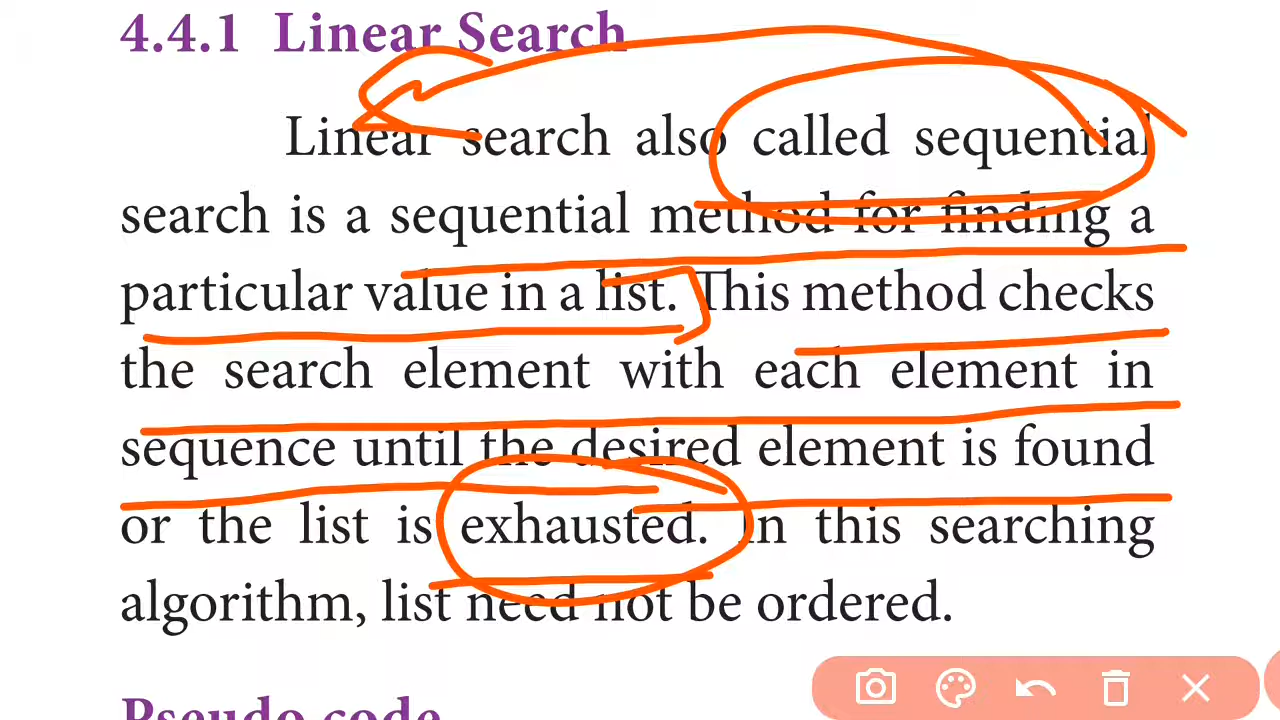 4.4.1 Linear Search
Linear search also called sequential
search is a sequential method for finding a
particular value in a list. This method checks
the search element with each element in
sequence until the desired element is found
or the list is exhausted. In this searching
algorithm, list need not be ordered.
Pseudo code